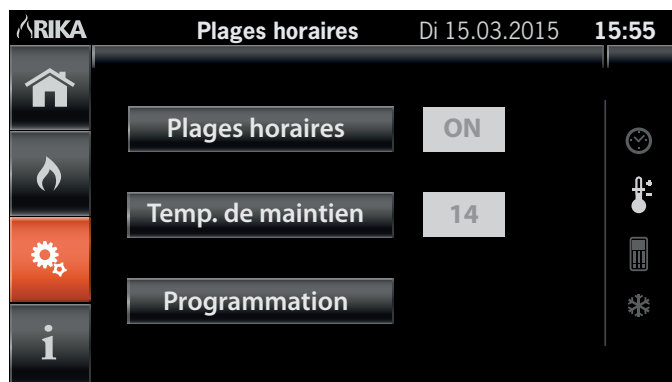 RIKA Plages horaires Di 15.03.2015 15:55
Plages horaires ON
Temp. de maintien 14
Programmation
i